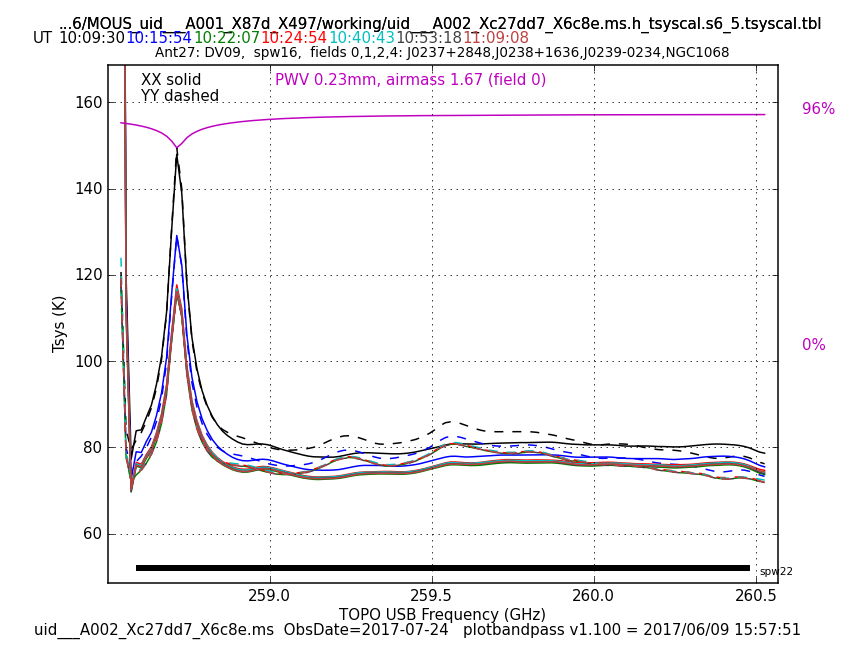 ...6/MOUS_uid___A001_X87d_X497/working/uid___A002_Xc27dd7_X6c8e.ms.h_tsyscal.s6_5.tsyscal.tbl
UT 10:09:30 10:15:54 10:22:07 10:24:54 10:40:43 10:53:18 11:09:08
Ant27: DV09, spw16, fields 0,1,2,4: J0237+2848,J0238+1636,J0239-0234,NGC1068
XX solid
PWV 0.23mm, airmass 1.67 (field 0)
YY dashed
160
140
120
100
80
60
96%
0%
Tsys (K)
spw22
259.0 259.5 260.0 260.5
TOPO USB Frequency (GHz)
uid___A002_Xc27dd7_X6c8e.ms ObsDate=2017-07-24 plotbandpass v1.100 = 2017/06/09 15:57:51